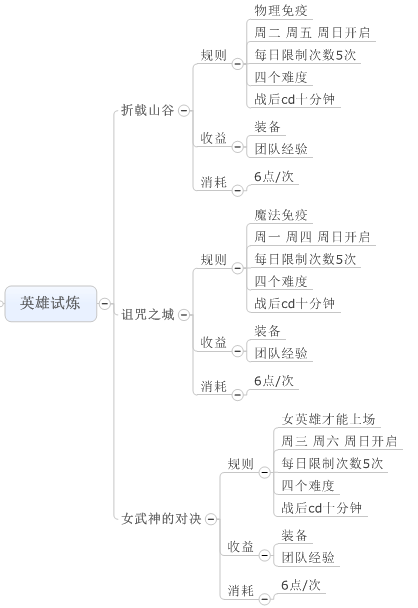 英雄试炼
折戟山谷
规则
物理免疫
周二 周五 周日开启
每日限制次数5次
四个难度
战后cd十分钟
收益
装备
团队经验
消耗
6点/次
诅咒之城
规则
魔法免疫
周一 周四 周日开启
每日限制次数5次
四个难度
战后cd十分钟
收益
装备
团队经验
消耗
6点/次
女武神的对决
规则
女英雄才能上场
周三 周六 周日开启
每日限制次数5次
四个难度
战后cd十分钟
收益
装备
团队经验
消耗
6点/次